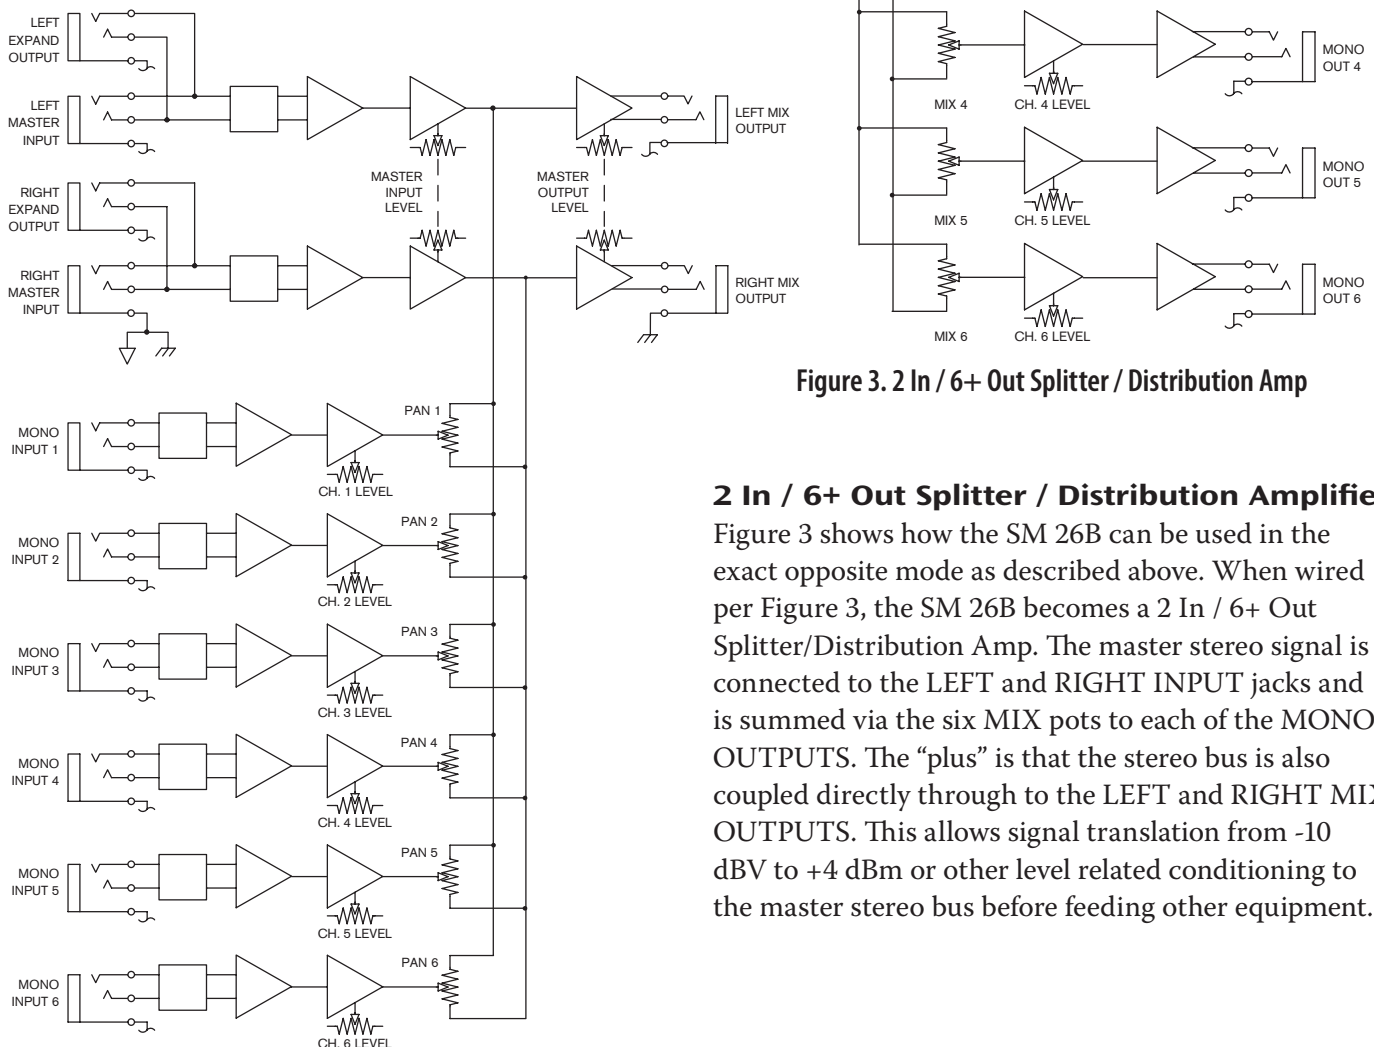 LEFT
EXPAND
OUTPUT
LEFT
MASTER
INPUT
RIGHT
EXPAND
OUTPUT
RIGHT
MASTER
INPUT
MASTER
INPUT
LEVEL
MASTER
OUTPUT
LEVEL
LEFT MIX
OUTPUT
RIGHT MIX
OUTPUT
MONO
INPUT 1
CH. 1 LEVEL
PAN 1
MONO
INPUT 2
CH. 2 LEVEL
PAN 2
MONO
INPUT 3
CH. 3 LEVEL
PAN 3
MONO
INPUT 4
CH. 4 LEVEL
PAN 4
MONO
INPUT 5
CH. 5 LEVEL
PAN 5
MONO
INPUT 6
CH. 6 LEVEL
PAN 6
MIX 4
CH. 4 LEVEL
MONO
OUT 4
MIX 5
CH. 5 LEVEL
MONO
OUT 5
MIX 6
CH. 6 LEVEL
MONO
OUT 6
Figure 3. 2 In / 6+ Out Splitter / Distribution Amp
2 In / 6+ Out Splitter / Distribution Amplifie
Figure 3 shows how the SM 26B can be used in the
exact opposite mode as described above. When wired
per Figure 3, the SM 26B becomes a 2 In / 6+ Out
Splitter/Distribution Amp. The master stereo signal is
connected to the LEFT and RIGHT INPUT jacks and
is summed via the six MIX pots to each of the MONO
OUTPUTS. The “plus” is that the stereo bus is also
coupled directly through to the LEFT and RIGHT MIX
OUTPUTS. This allows signal translation from -10
dBV to +4 dBm or other level related conditioning to
the master stereo bus before feeding other equipment.